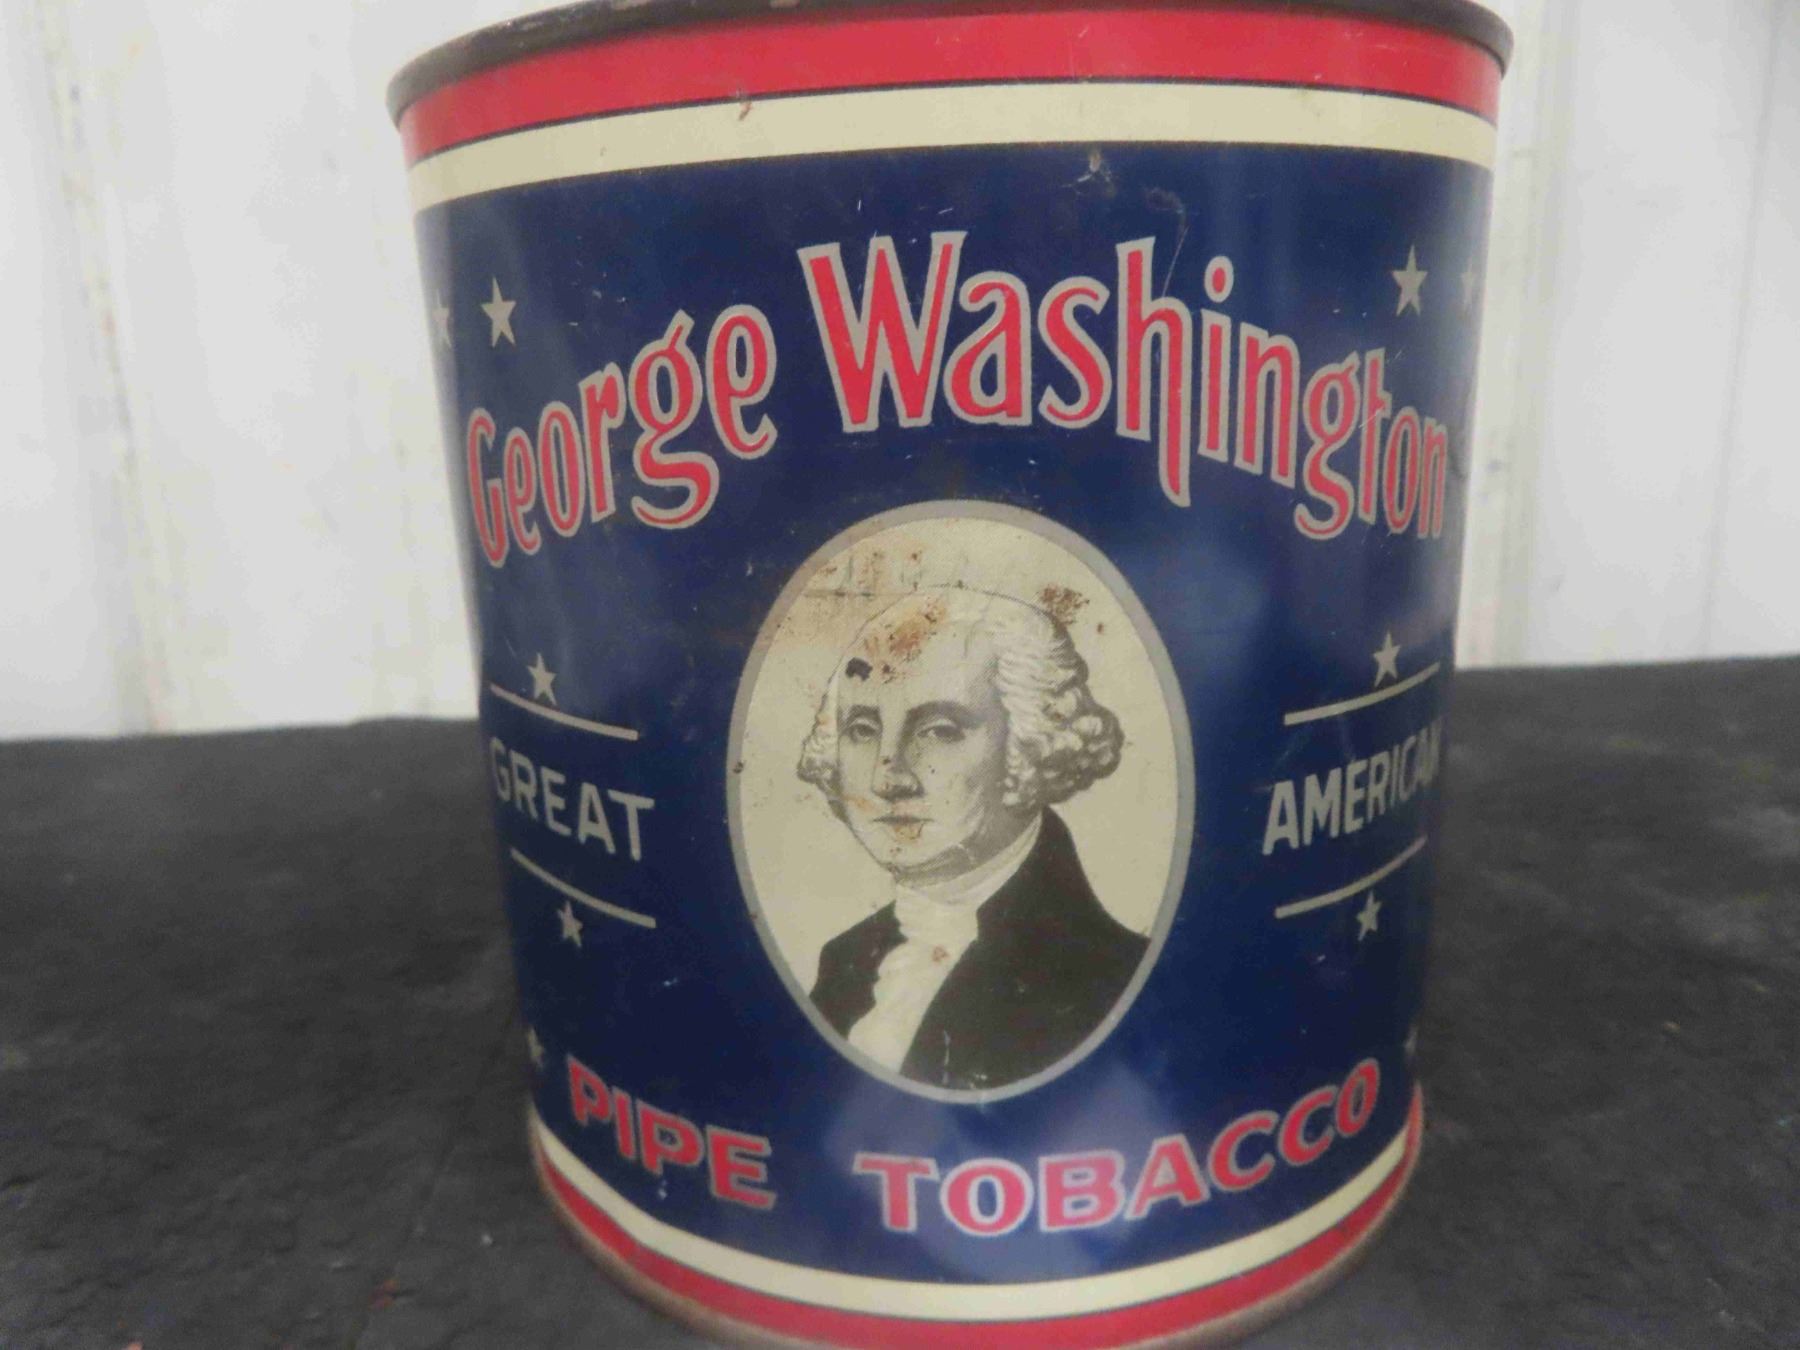 George Washington
GREAT
AMERICAN
PIPE TOBACCO